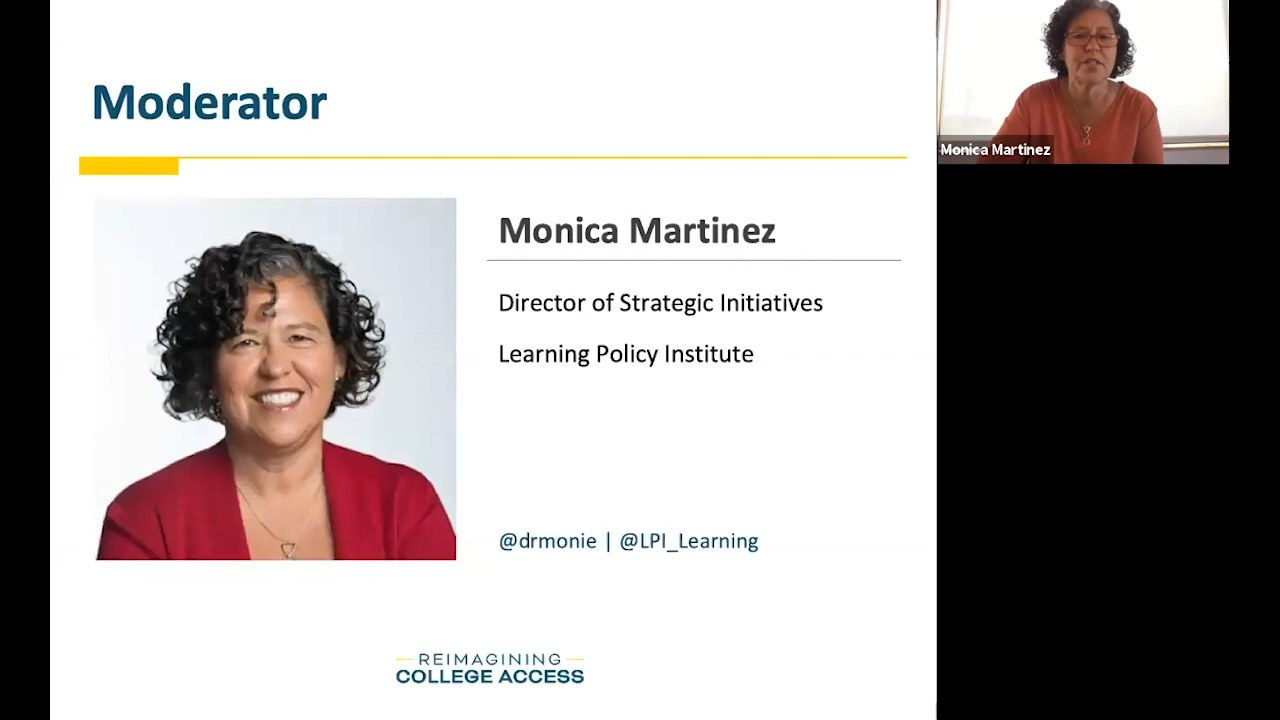 Moderator
Monica Martinez
Director of Strategic Initiatives
Learning Policy Institute
@drmonie | @LPI_Learning
REIMAGINING
COLLEGE ACCESS
Monica Martinez